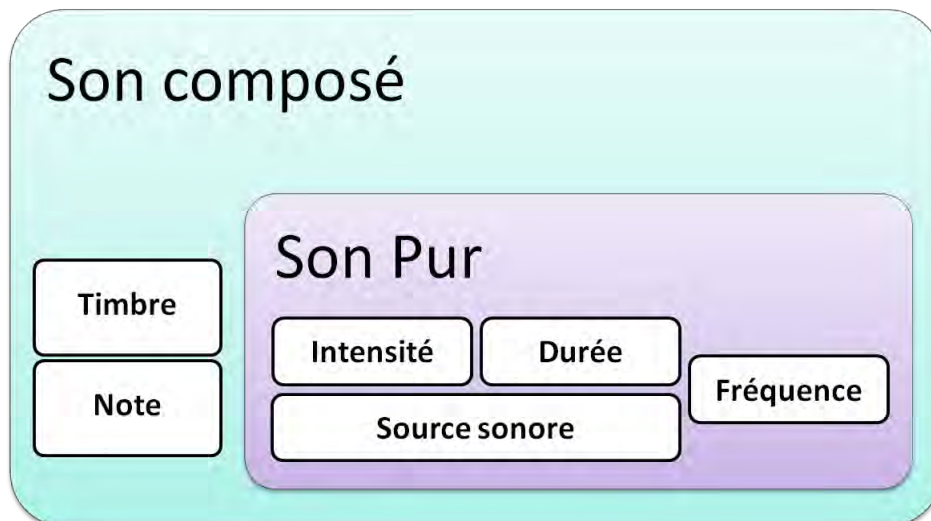 Son composé
Son Pur
Timbre
Note
Intensité
Durée
Source sonore
Fréquence